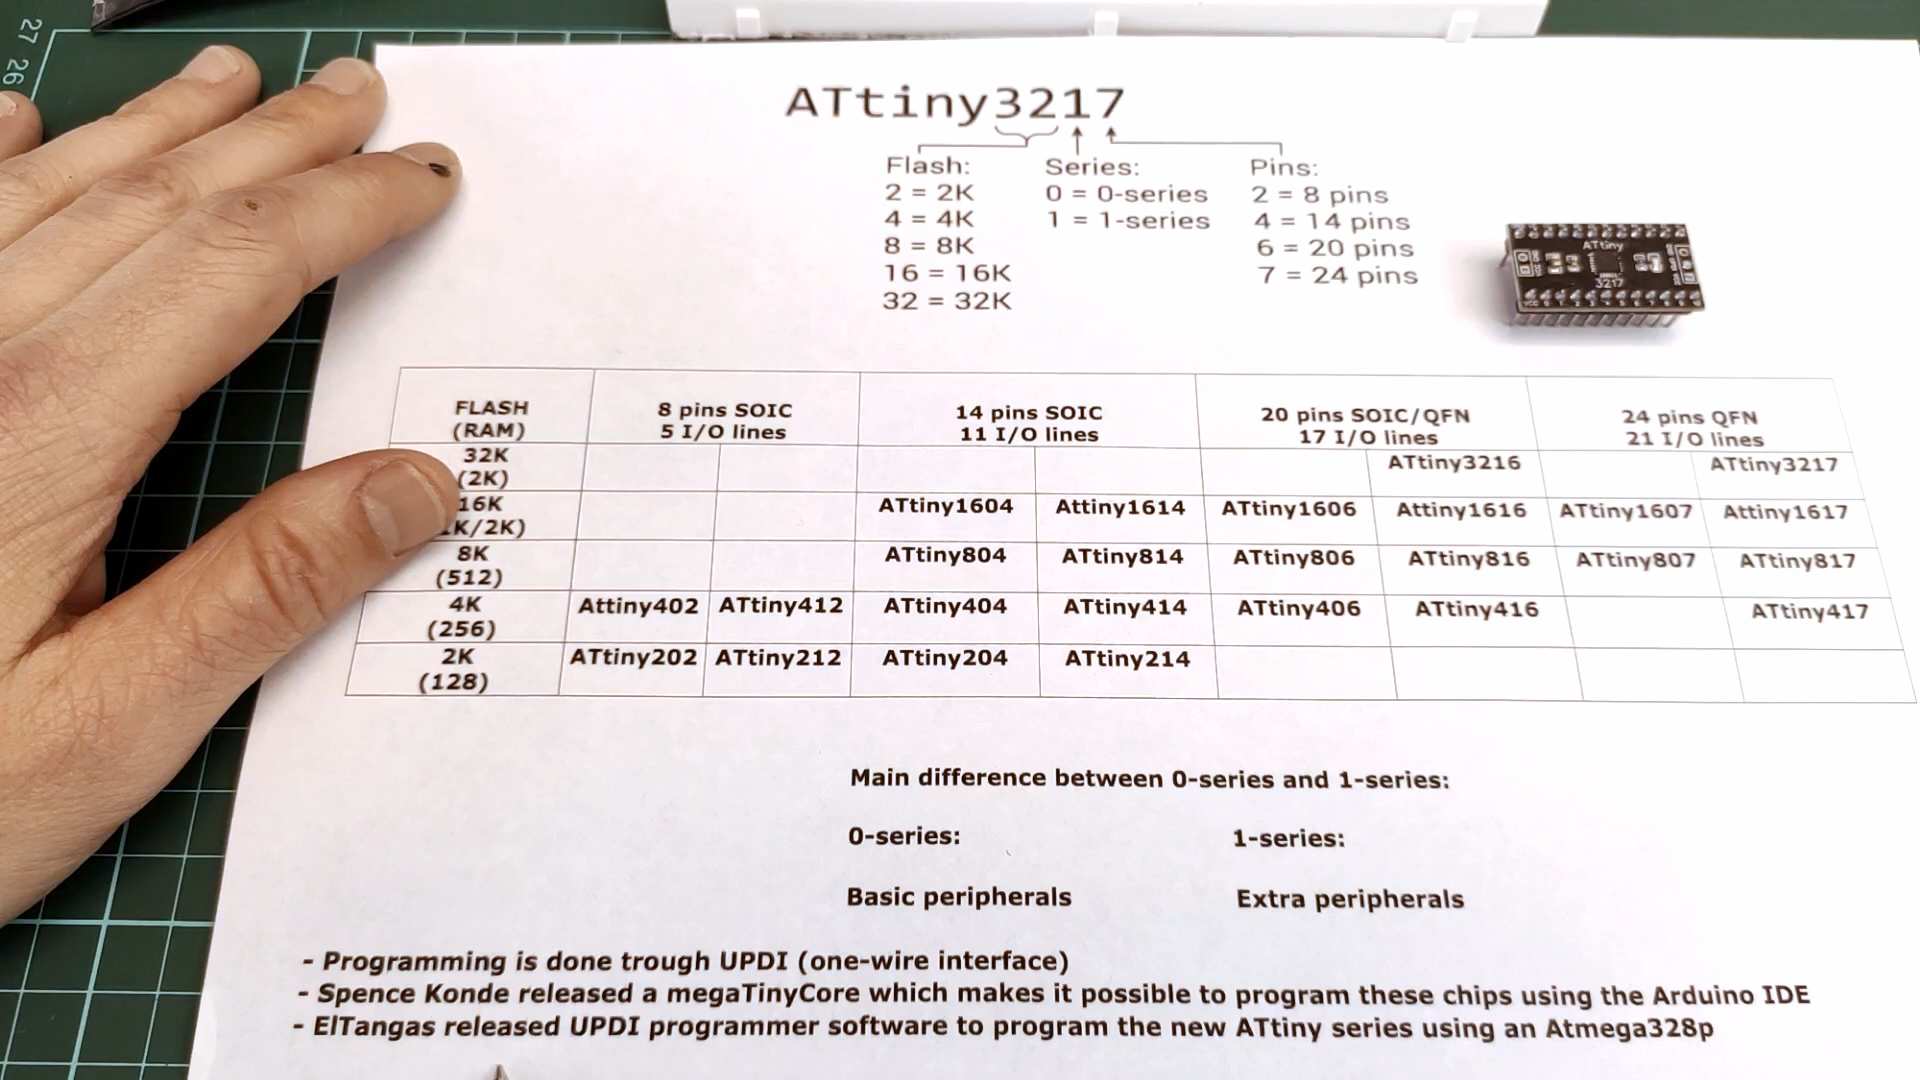 27
26
ATtiny3217
Flash: Series: Pins:
2 = 2K 0 = 0-series 2 = 8 pins
4 = 4K 1 = 1-series 4 = 14 pins
8 = 8K 6 = 20 pins
16 = 16K 7 = 24 pins
32 = 32K
ATtiny
3217
FLASH 8 pins SOIC 14 pins SOIC 20 pins SOIC/QFN 24 pins QFN
(RAM) 5 I/O lines 11 I/O lines 17 I/O lines 21 I/O lines
32K ATtiny3216 ATtiny3217
(2K)
16K ATtiny1604 Attiny1614 ATtiny1606 Attiny1616 ATtiny1607 Attiny1617
K/2K)
8K ATtiny804 ATtiny814 ATtiny806 ATtiny816 ATtiny807 ATtiny817
(512)
4K Attiny402 ATtiny412 ATtiny404 ATtiny414 ATtiny406 ATtiny416 ATtiny417
(256)
2K ATtiny202 ATtiny212 ATtiny204 ATtiny214
(128)
Main difference between 0-series and 1-series:
0-series: 1-series:
Basic peripherals Extra peripherals
- Programming is done trough UPDI (one-wire interface)
- Spence Konde released a megaTinyCore which makes it possible to program these chips using the Arduino IDE
- ElTangas released UPDI programmer software to program the new ATtiny series using an Atmega328p